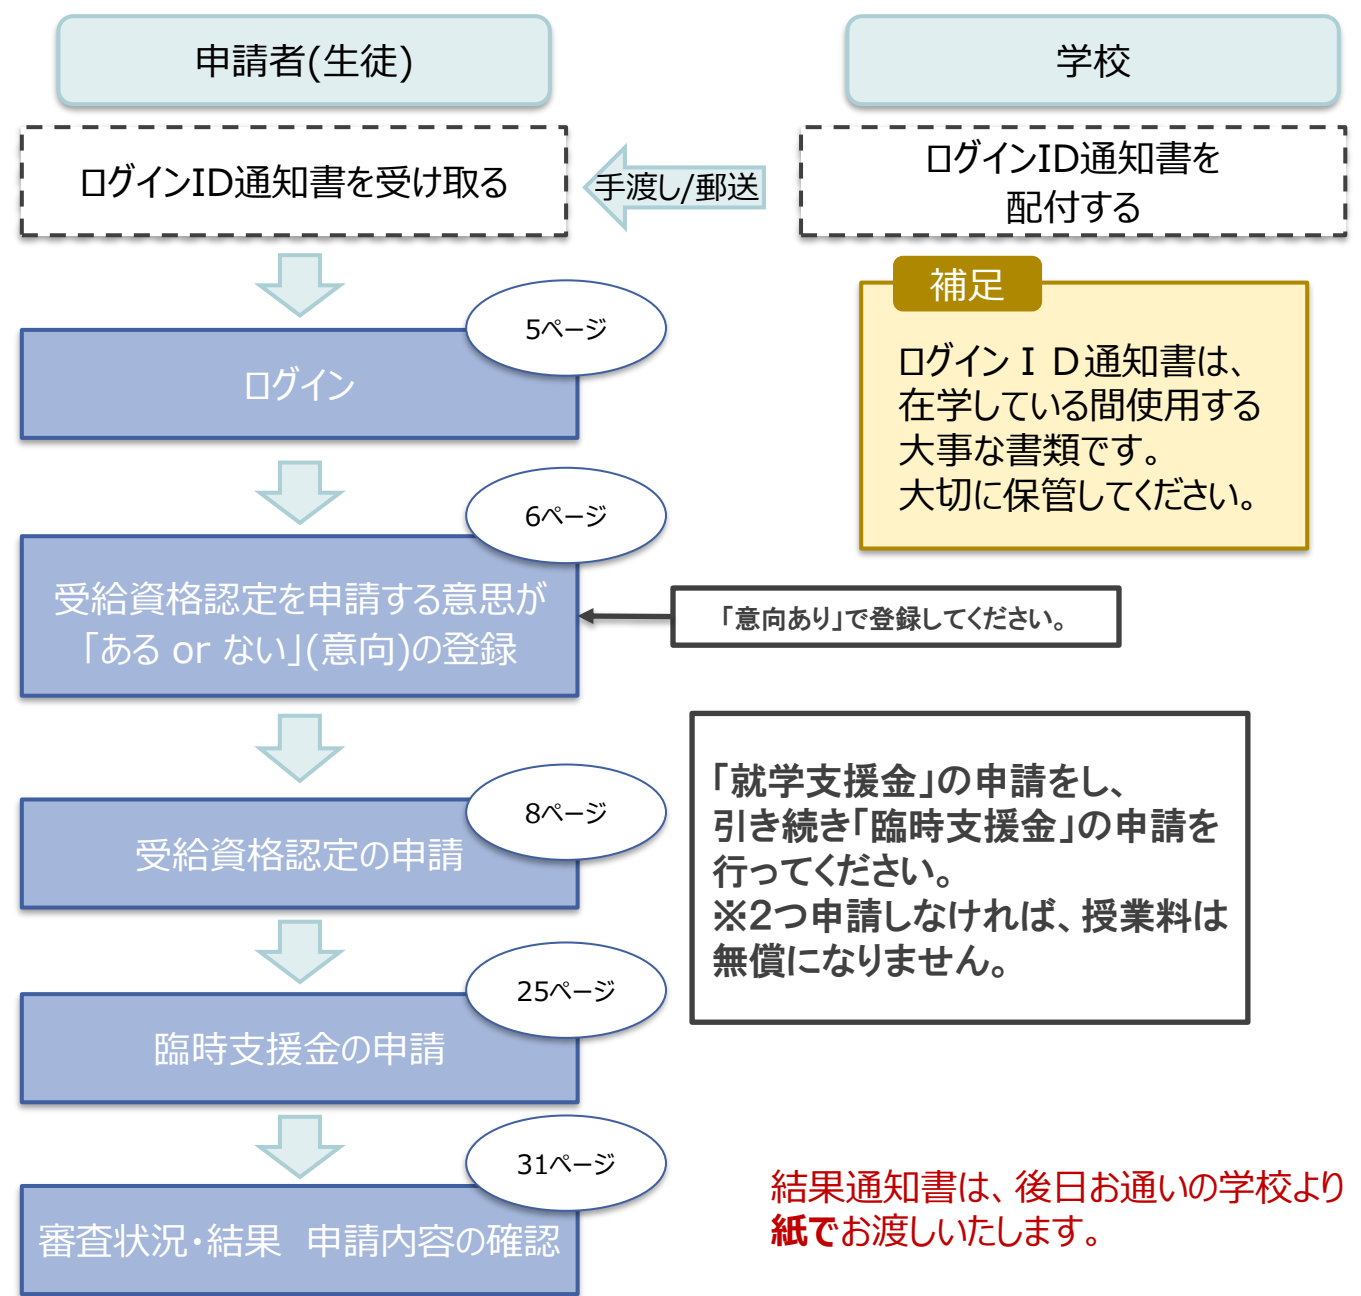 申請者(生徒)
学校
ログインID通知書を受け取る
手渡し/郵送
ログインID通知書を
配付する
補足
ログインＩＤ通知書は、
在学している間使用する
大事な書類です。
大切に保管してください。
5ページ
ログイン
6ページ
受給資格認定を申請する意思が
「ある or ない」(意向)の登録
「意向あり」で登録してください。
「就学支援金」の申請をし、
引き続き「臨時支援金」の申請を
行ってください。
※2つ申請しなければ、授業料は
無償になりません。
8ページ
受給資格認定の申請
25ページ
臨時支援金の申請
31ページ
審査状況・結果　申請内容の確認
結果通知書は、後日お通いの学校より
紙でお渡しいたします。